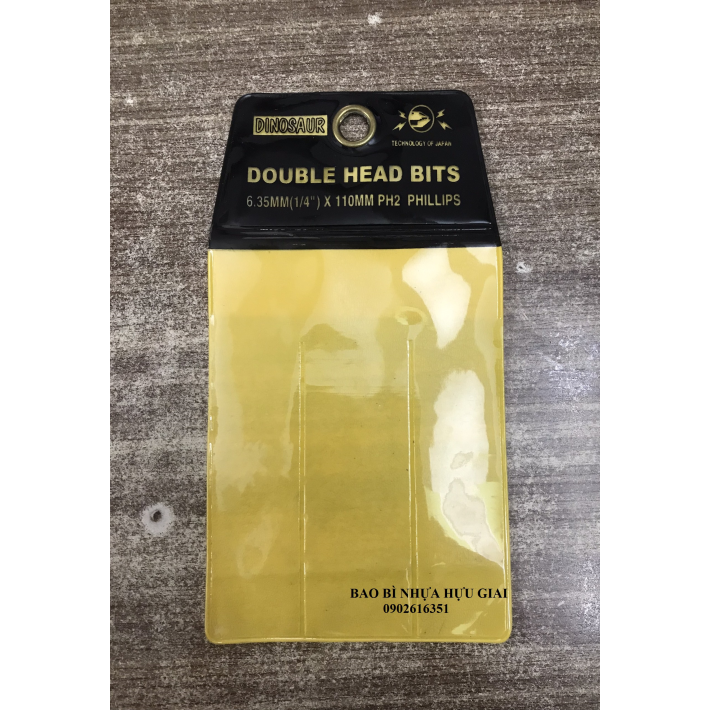 DINOSAUR
TECHNOLOGY OF JAPAN
DOUBLE HEAD BITS
6.35MM(1/4") X 110MM PH2 PHILLIPS
BAO BÌ NHỰA HỰU GIAI
0902616351